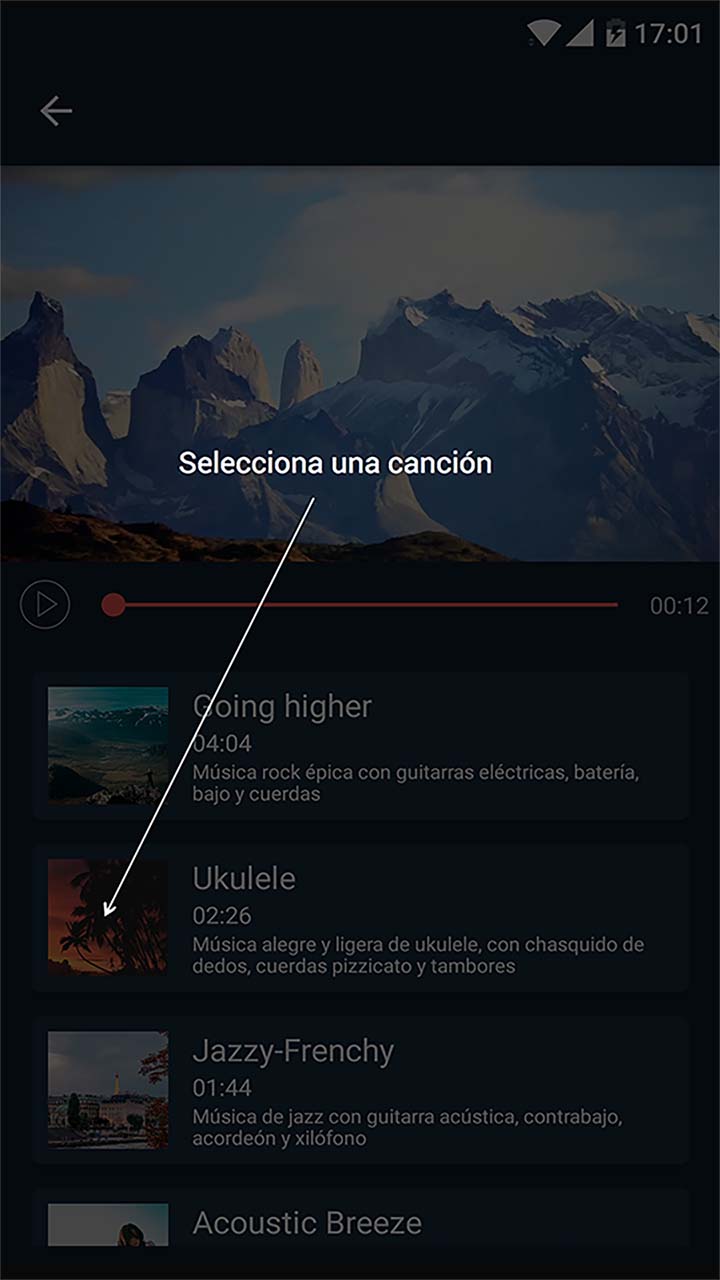 17:01
Selecciona una canción
00:12
Going higher
04:04
Música rock épica con guitarras eléctricas, batería,
bajo y cuerdas
Ukulele
02:26
Música alegre y ligera de ukulele, con chasquido de
dedos, cuerdas pizzicato y tambores
Jazzy-Frenchy
01:44
Música de jazz con guitarra acústica, contrabajo,
acordeón y xilófono
Acoustic Breeze